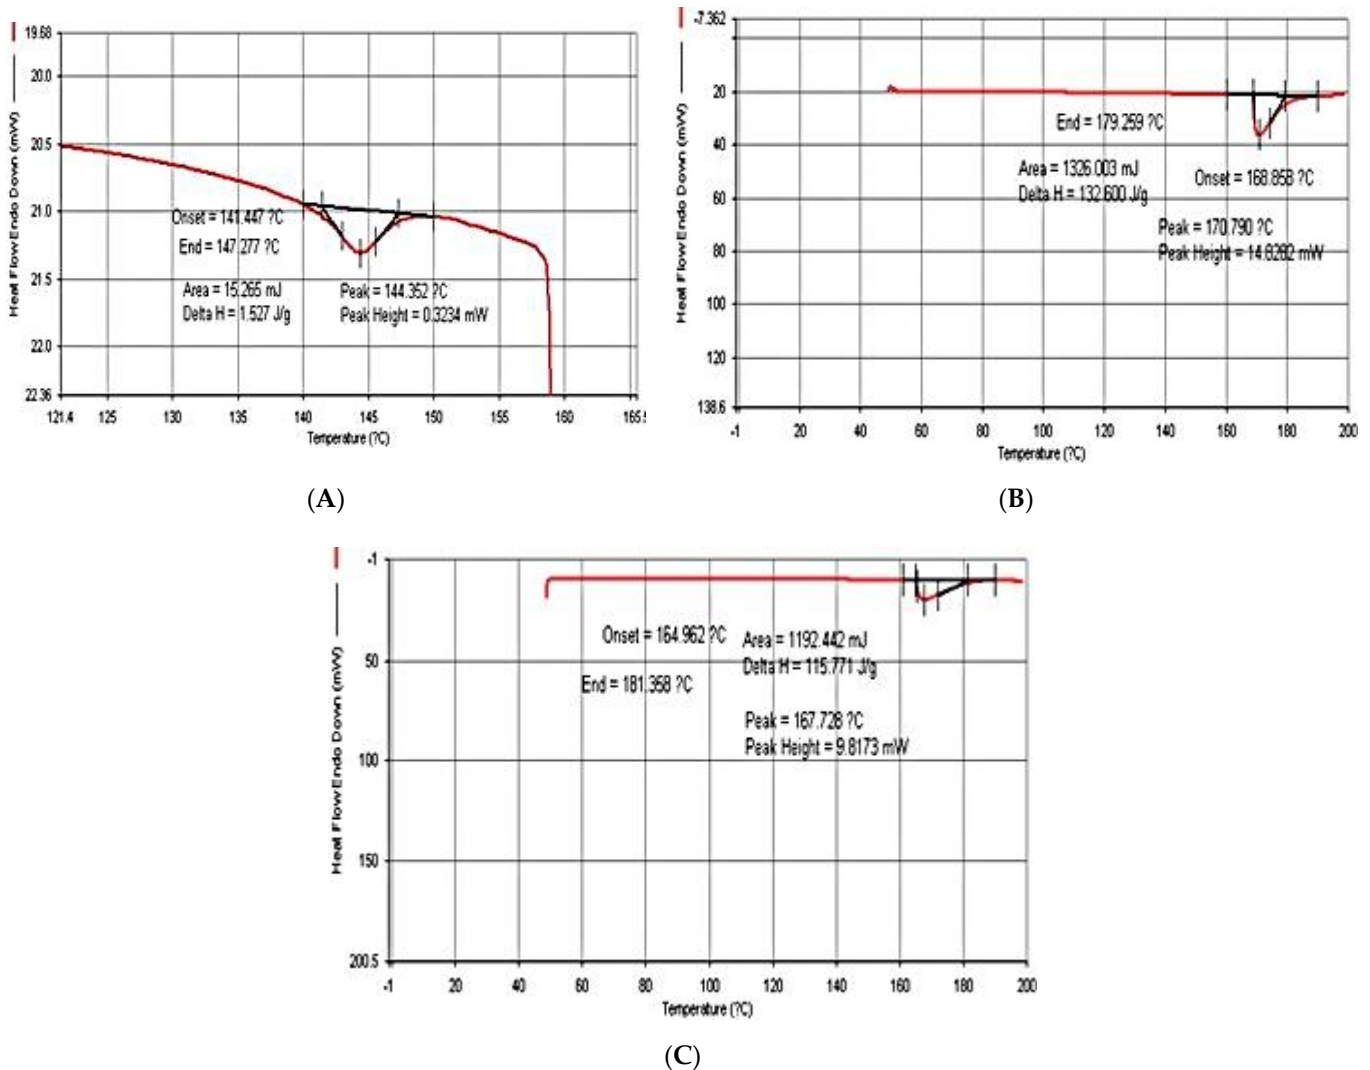 19.68
20.0
20.5
21.0
21.5
22.0
22.36
Heat Flow Endo Down (mW)
Onset = 141.447 ?C
End = 147.277 ?C
Area = 15.265 mJ
Delta H = 1.527 J/g
Peak = 144.352 ?C
Peak Height = 0.3234 mW
121.4 125 130 135 140 145 150 155 160 165.5
Temperature (?C)
(A)
-7.362
20
40
60
80
100
120
138.6
Heat Flow Endo Down (mW)
End = 179.259 ?C
Area = 1326.003 mJ
Delta H = 132.600 J/g
Onset = 168.858 ?C
Peak = 170.790 ?C
Peak Height = 14.8282 mW
-1 20 40 60 80 100 120 140 160 180 200
Temperature (?C)
(B)
-1
50
100
150
200.5
Heat Flow Endo Down (mW)
Onset = 164.962 ?C
End = 181.358 ?C
Area = 1192.442 mJ
Delta H = 115.771 J/g
Peak = 167.728 ?C
Peak Height = 9.8173 mW
-1 20 40 60 80 100 120 140 160 180 200
Temperature (?C)
(C)